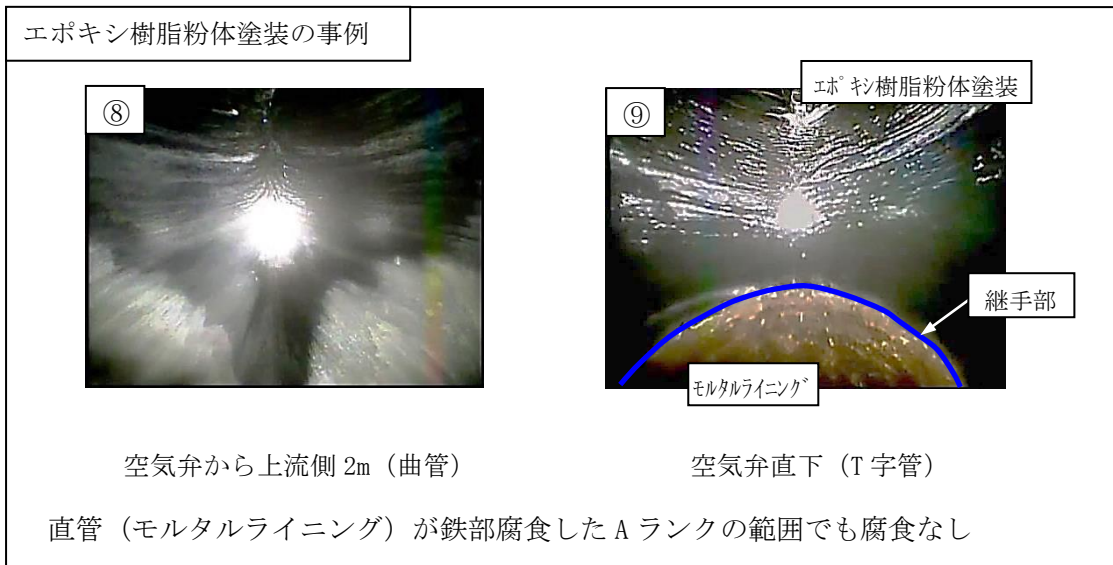 エポキシ樹脂粉体塗装の事例
⑧
⑨
ｴﾎﾟｷｼ樹脂粉体塗装
継手部
ﾓﾙﾀﾙﾗｲﾆﾝｸﾞ
空気弁から上流側 2m（曲管）
空気弁直下（T 字管）
直管（モルタルライニング）が鉄部腐食した A ランクの範囲でも腐食なし